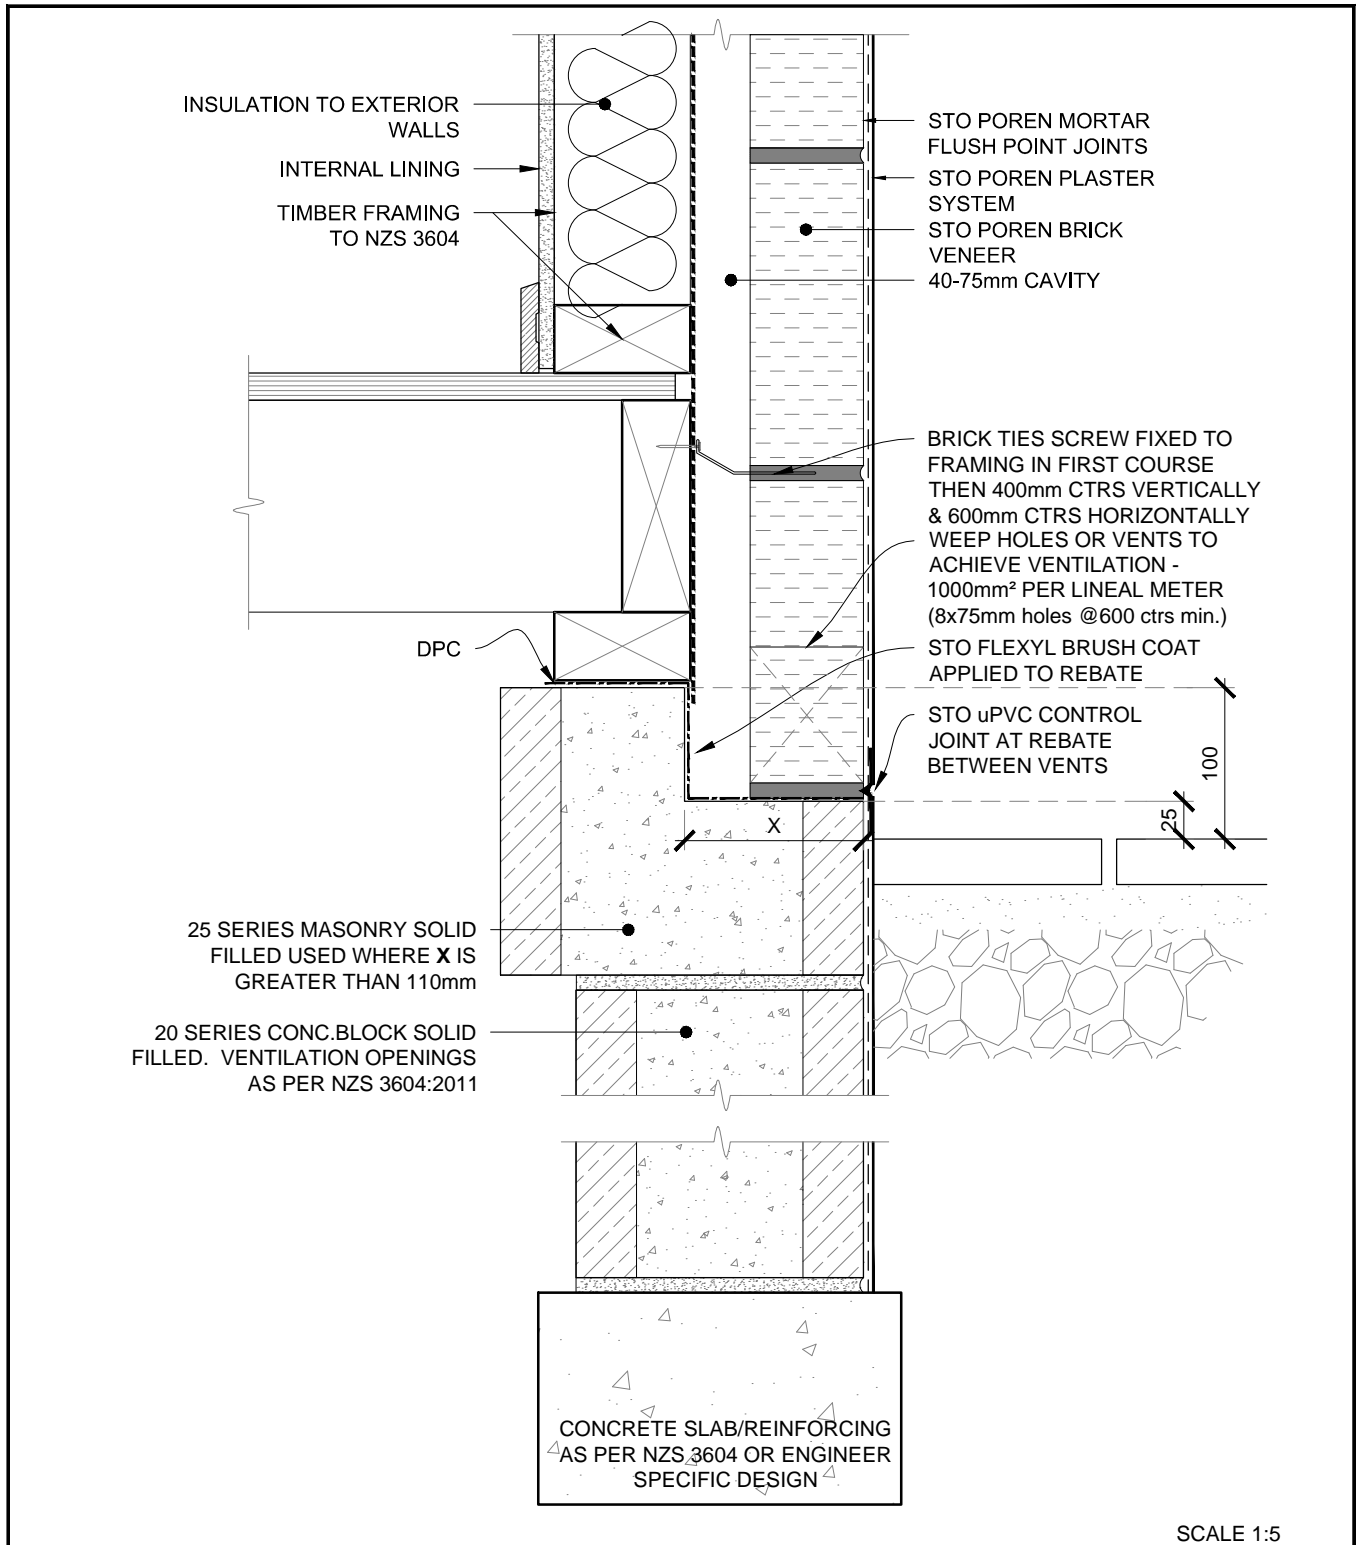 INSULATION TO EXTERIOR
WALLS
INTERNAL LINING
TIMBER FRAMING
TO NZS 3604
STO POREN MORTAR
FLUSH POINT JOINTS
STO POREN PLASTER
SYSTEM
STO POREN BRICK
VENEER
40-75mm CAVITY
BRICK TIES SCREW FIXED TO
FRAMING IN FIRST COURSE
THEN 400mm CTRS VERTICALLY
& 600mm CTRS HORIZONTALLY
WEEP HOLES OR VENTS TO
ACHIEVE VENTILATION -
1000mm² PER LINEAL METER
(8x75mm holes @600 ctrs min.)
DPC
STO FLEXYL BRUSH COAT
APPLIED TO REBATE
STO uPVC CONTROL
JOINT AT REBATE
BETWEEN VENTS
100
25
X
25 SERIES MASONRY SOLID
FILLED USED WHERE X IS
GREATER THAN 110mm
20 SERIES CONC.BLOCK SOLID
FILLED. VENTILATION OPENINGS
AS PER NZS 3604:2011
CONCRETE SLAB/REINFORCING
AS PER NZS 3604 OR ENGINEER
SPECIFIC DESIGN
SCALE 1:5